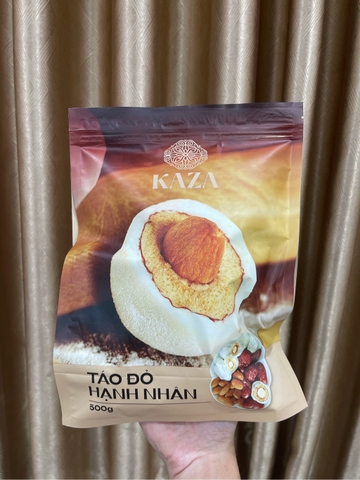 KAZA
TÁO ĐỎ
HẠNH NHÂN
500g